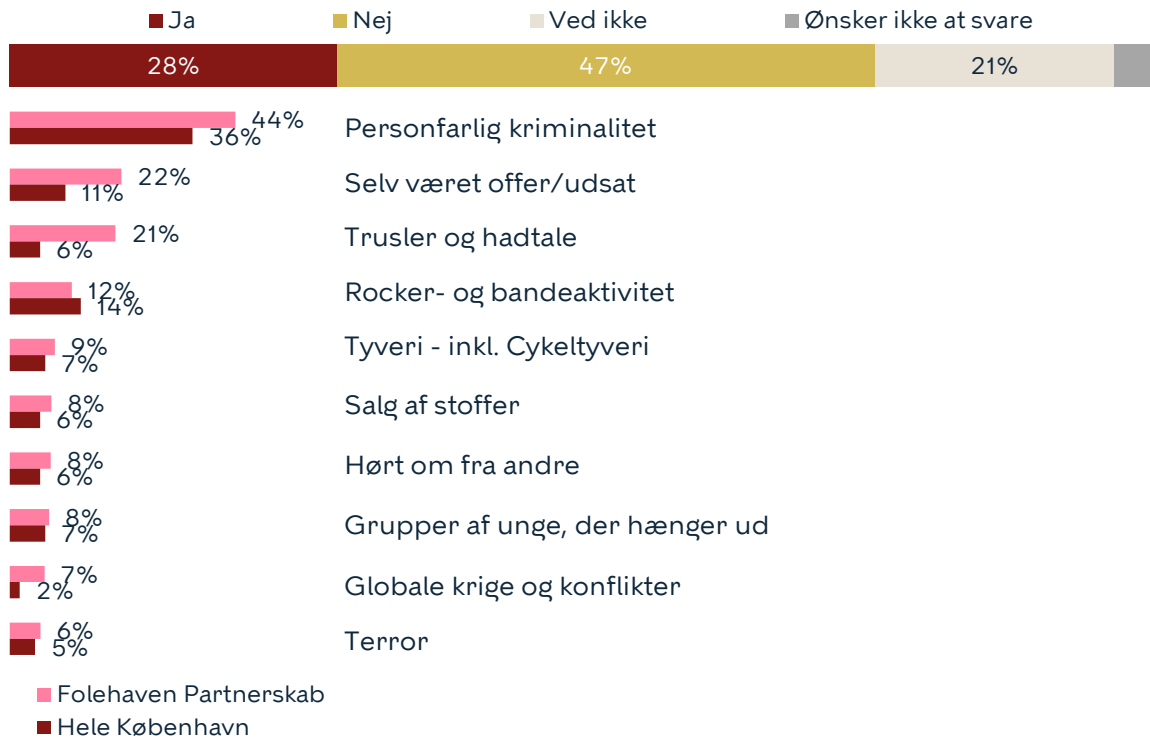 Ja Nej Ved ikke Ønsker ikke at svare
28% 47% 21%
44% Personfarlig kriminalitet
36%
22% Selv været offer/udsat
11%
21% Trusler og hadtale
6%
12% Rocker- og bandeaktivitet
14%
9% Tyveri - inkl. Cykeltyveri
7%
8% Salg af stoffer
6%
8% Hørt om fra andre
6%
8% Grupper af unge, der hænger ud
7%
7% Globale krige og konflikter
2%
6% Terror
5%
Folehaven Partnerskab
Hele København